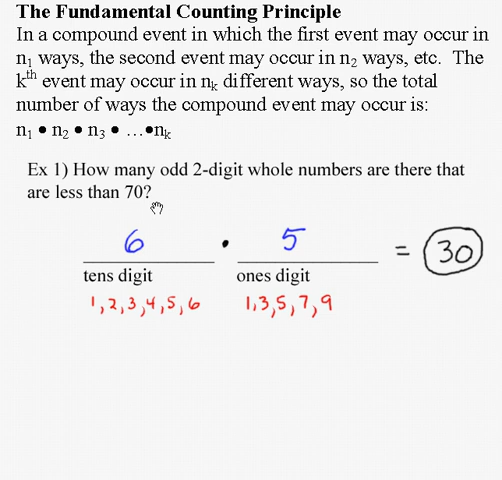 The Fundamental Counting Principle
In a compound event in which the first event may occur in
n₁ ways, the second event may occur in n₂ ways, etc. The
kᵗʰ event may occur in nₖ different ways, so the total
number of ways the compound event may occur is:
n₁ • n₂ • n₃ • …•nₖ
Ex 1) How many odd 2-digit whole numbers are there that
are less than 70?
6 • 5 = 30
tens digit ones digit
1,2,3,4,5,6 1,3,5,7,9